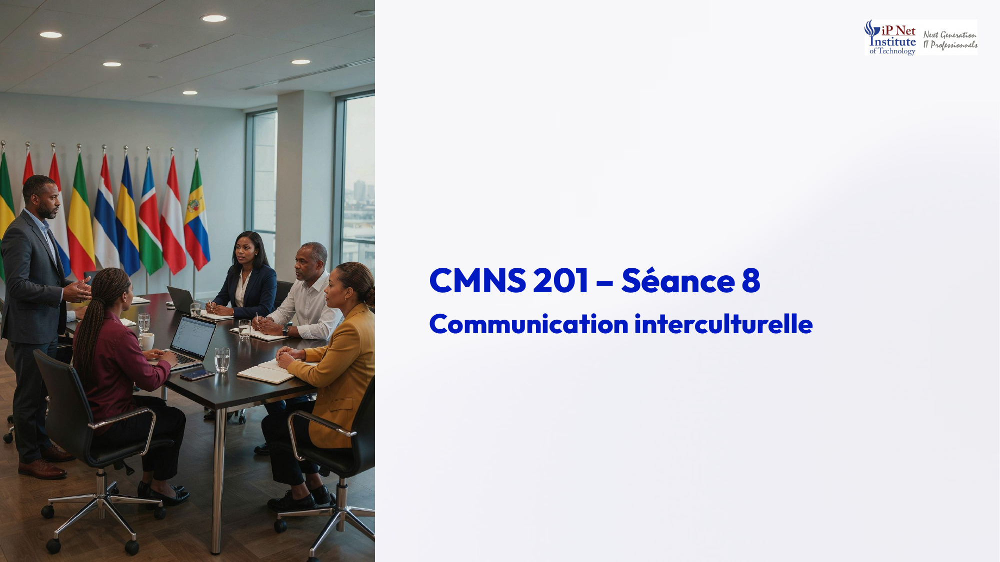 iP Net
Institute
of Technology
Next Generation
IT Professionnels
CMNS 201 – Séance 8
Communication interculturelle